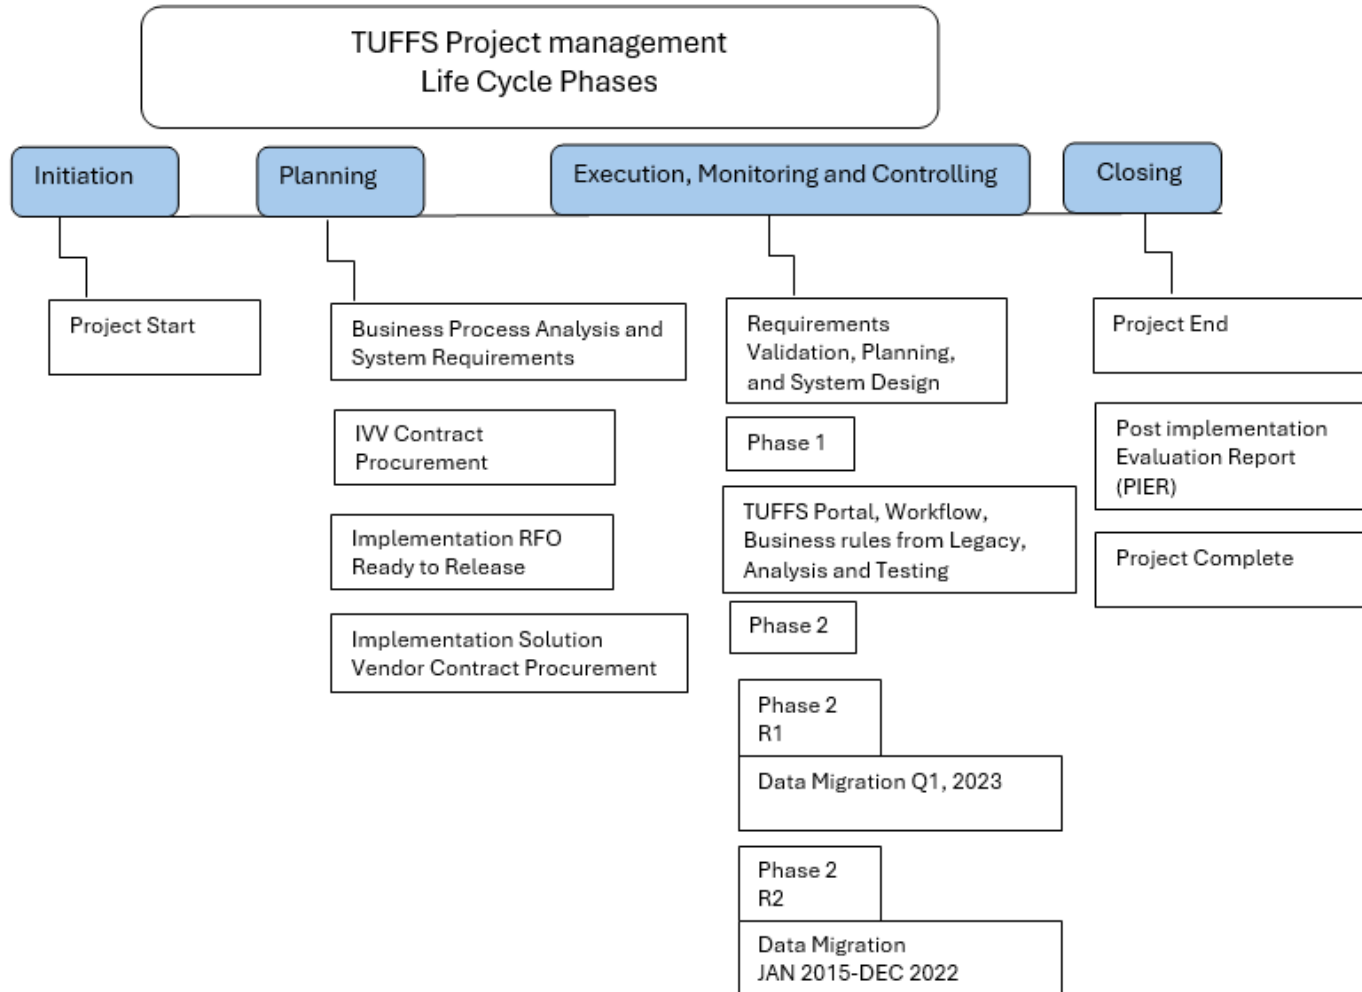 TUFFS Project management
Life Cycle Phases
Initiation
Planning
Execution, Monitoring and Controlling
Closing
Project Start
Business Process Analysis and
System Requirements
IVV Contract
Procurement
Implementation RFO
Ready to Release
Implementation Solution
Vendor Contract Procurement
Requirements
Validation, Planning,
and System Design
Phase 1
TUFFS Portal, Workflow,
Business rules from Legacy,
Analysis and Testing
Phase 2
Phase 2
R1
Data Migration Q1, 2023
Phase 2
R2
Data Migration
JAN 2015-DEC 2022
Project End
Post implementation
Evaluation Report
(PIER)
Project Complete